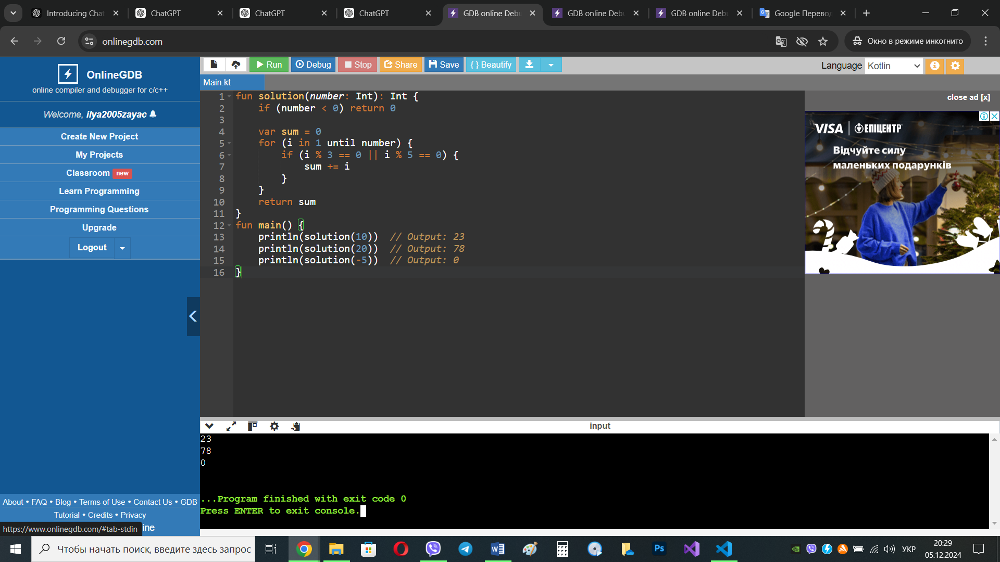 Introducing Cha
ChatGPT
ChatGPT
ChatGPT
GDB online Deb
GDB online Deb
GDB online Deb
Google Перево
onlinegdb.com
Окно в режиме инкогнито
OnlineGDB
online compiler and debugger for c/c++
Welcome, ilya2005zayac
Create New Project
My Projects
Classroom new
Learn Programming
Programming Questions
Upgrade
Logout
About • FAQ • Blog • Terms of Use • Contact Us • GDB
Tutorial • Credits • Privacy
ine
https://www.onlinegdb.com/#tab-stdin
Run
Debug
Stop
Share
Save
{ } Beautify
Language Kotlin
Main.kt
1 fun solution(number: Int): Int {
2 if (number < 0) return 0
3
4 var sum = 0
5 for (i in 1 until number) {
6 if (i % 3 == 0 || i % 5 == 0) {
7 sum += i
8 }
9 }
10 return sum
11 }
12 fun main() {
13 println(solution(10)) // Output: 23
14 println(solution(20)) // Output: 78
15 println(solution(-5)) // Output: 0
16 }
close ad [x]
VISA | ЕПІЦЕНТР
Відчуйте силу
маленьких подарунків
input
23
78
0
...Program finished with exit code 0
Press ENTER to exit console.
Чтобы начать поиск, введите здесь запрос
Ps
УКР
20:29
05.12.2024